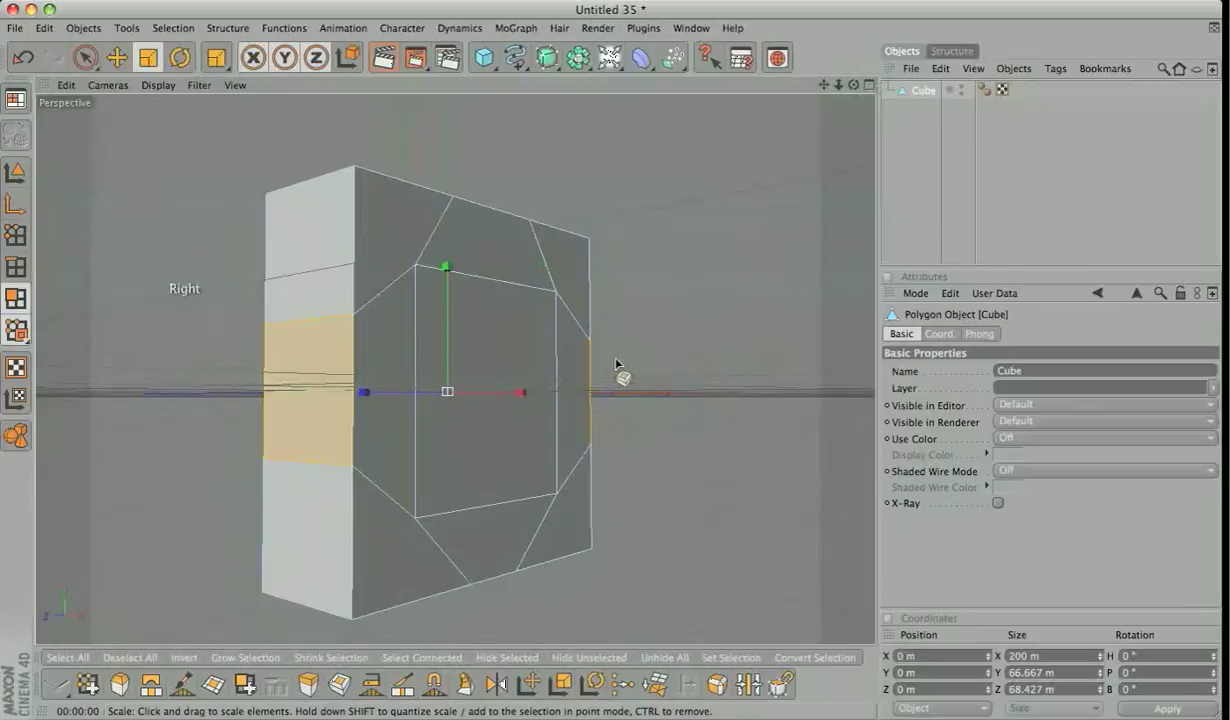 Untitled 35 *
File Edit Objects Tools Selection Structure Functions Animation Character Dynamics MoGraph Hair Render Plugins Window Help
X Y Z
Objects Structure
File Edit View Objects Tags Bookmarks
Edit Cameras Display Filter View
Perspective
Cube
Right
Attributes
Mode Edit User Data
Polygon Object [Cube]
Basic Coord. Phong
Basic Properties
Name Cube
Layer
Visible in Editor Default
Visible in Renderer Default
Use Color Off
Display Color
Shaded Wire Mode Off
Shaded Wire Color
X-Ray
Coordinates
Position Size Rotation
X 0 m X 200 m H 0 °
Y 0 m Y 66.667 m P 0 °
Z 0 m Z 68.427 m B 0 °
Object Size Apply
Select All Deselect All Invert Grow Selection Shrink Selection Select Connected Hide Selected Hide Unselected Unhide All Set Selection Convert Selection
MAXON
CINEMA 4D
00:00:00 Scale: Click and drag to scale elements. Hold down SHIFT to quantize scale / add to the selection in point mode, CTRL to remove.